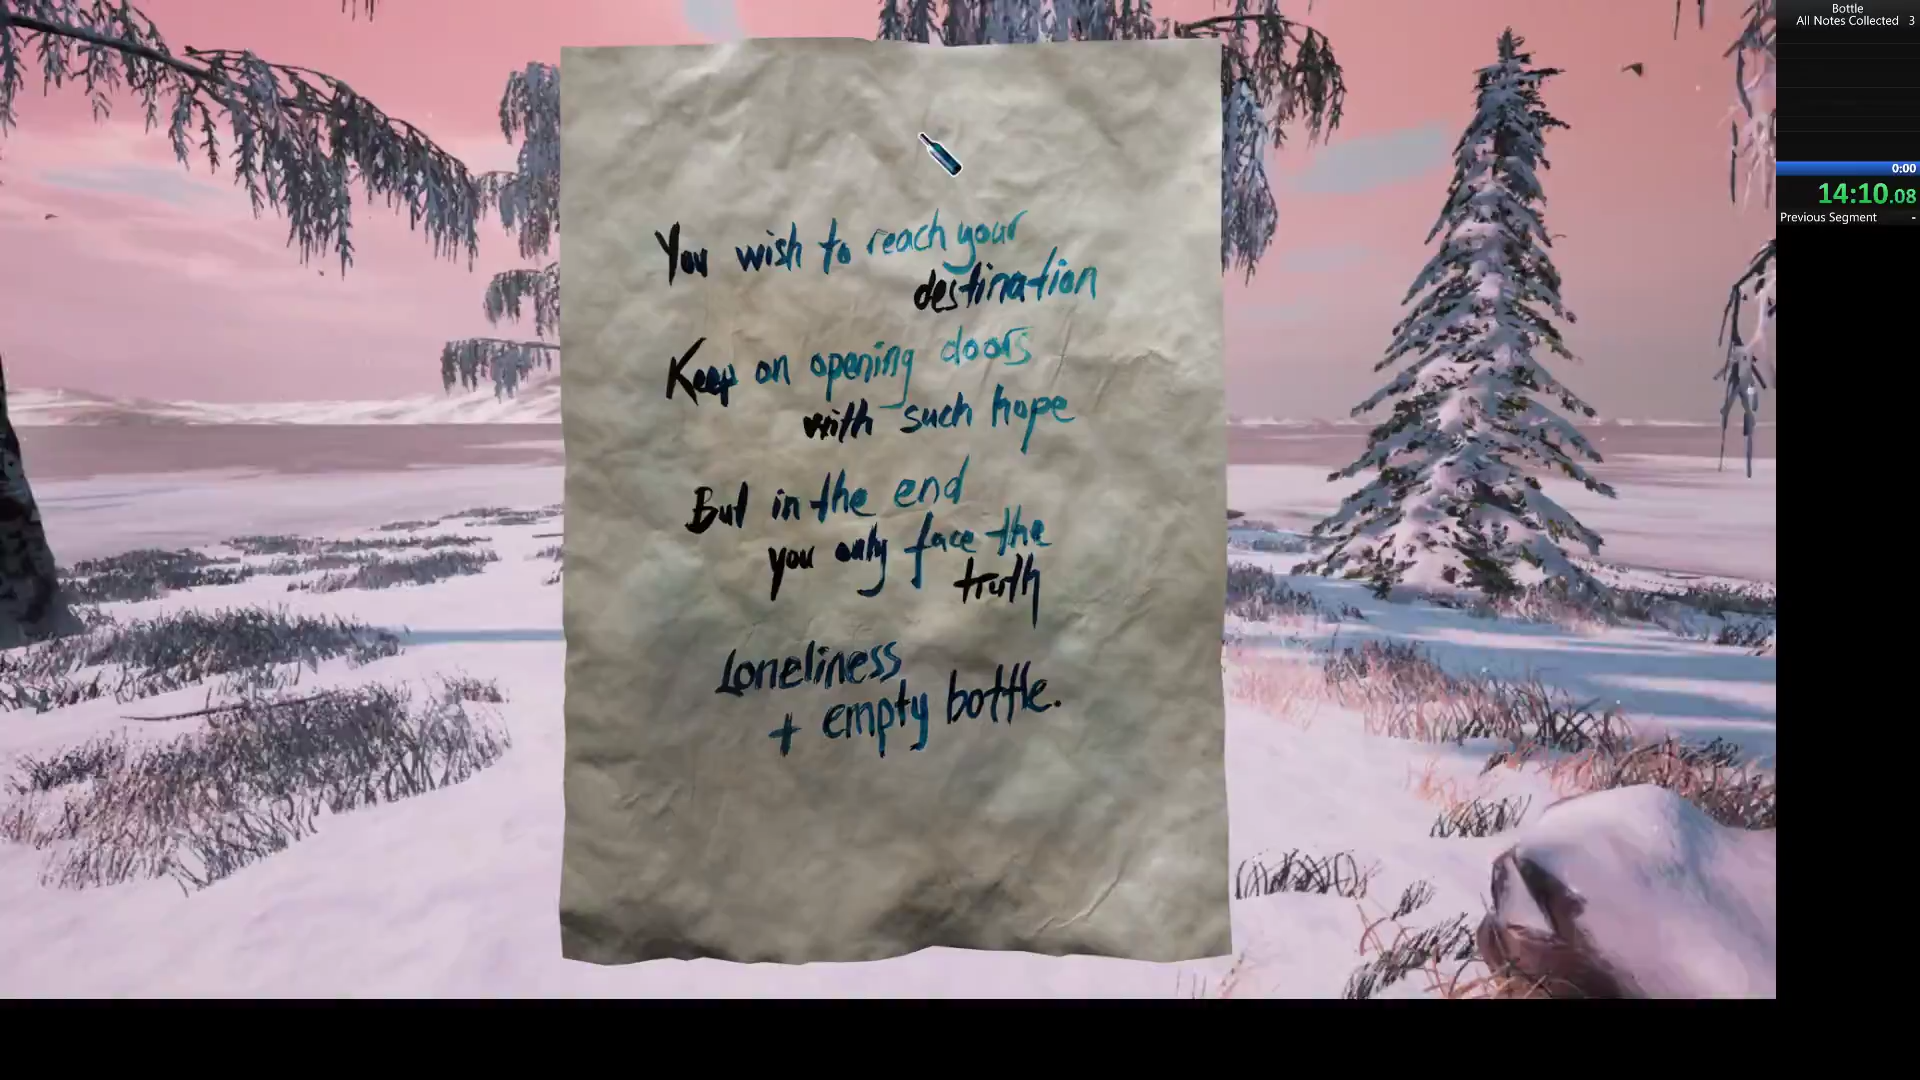 Bottle
All Notes Collected 3
0:00
14:10.08
Previous Segment -
You wish to reach your
destination
Keep on opening doors
with such hope
But in the end
you only face the
truth
Loneliness
+ empty bottle.